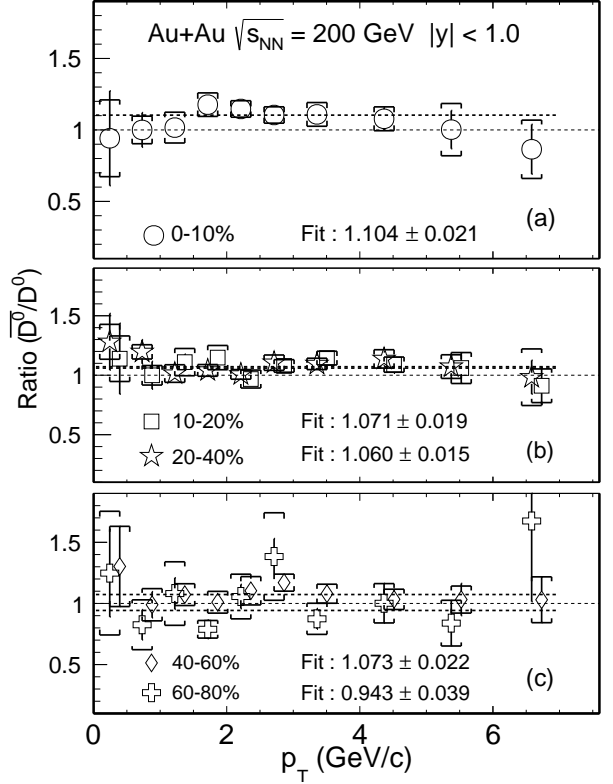 Au+Au √s_NN = 200 GeV |y| < 1.0
1.5
1
0.5
0-10% Fit : 1.104 ± 0.021 (a)
Ratio (D̅⁰/D⁰)
1.5
1
0.5
10-20% Fit : 1.071 ± 0.019
20-40% Fit : 1.060 ± 0.015 (b)
1.5
1
0.5
40-60% Fit : 1.073 ± 0.022
60-80% Fit : 0.943 ± 0.039 (c)
0 2 4 6
p_T (GeV/c)